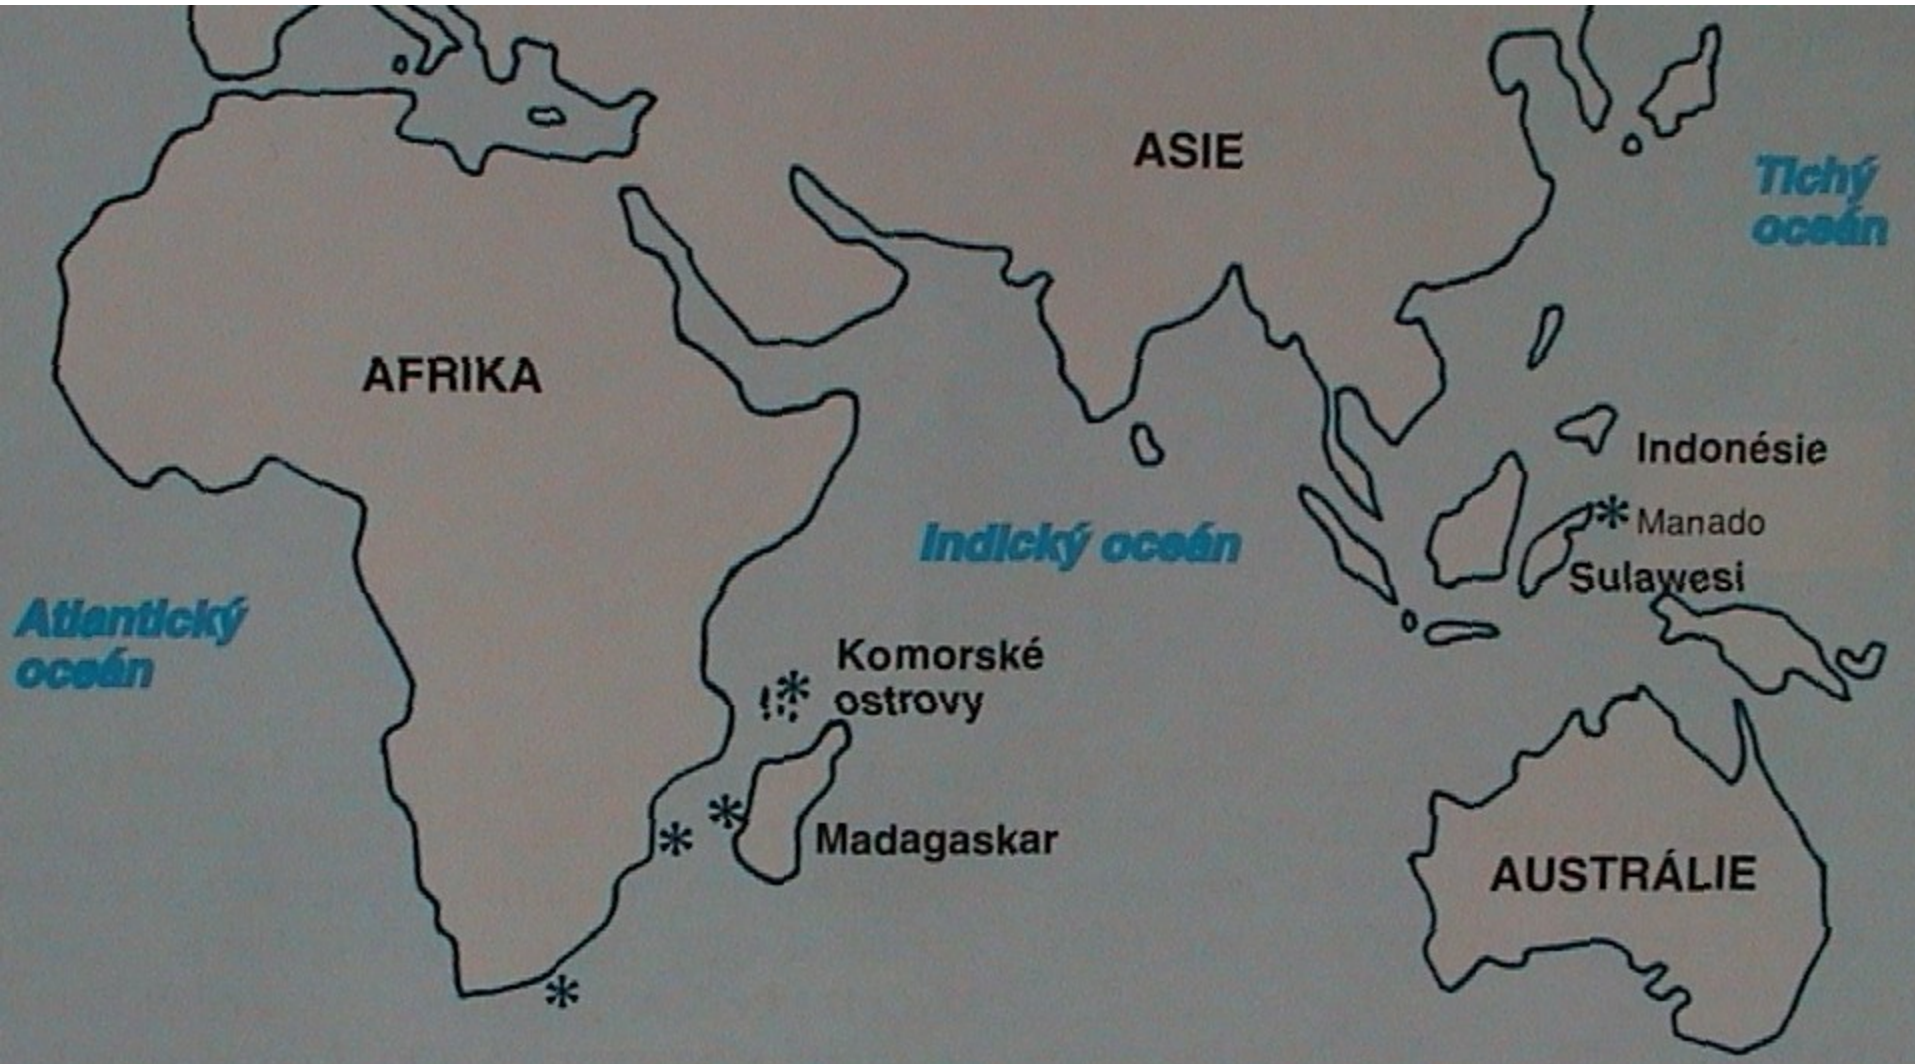 ASIE
Tichý
oceán
AFRIKA
Indonésie
Manado
Indický oceán
Sulawesi
Atlantický
oceán
Komorské
ostrovy
Madagaskar
AUSTRÁLIE